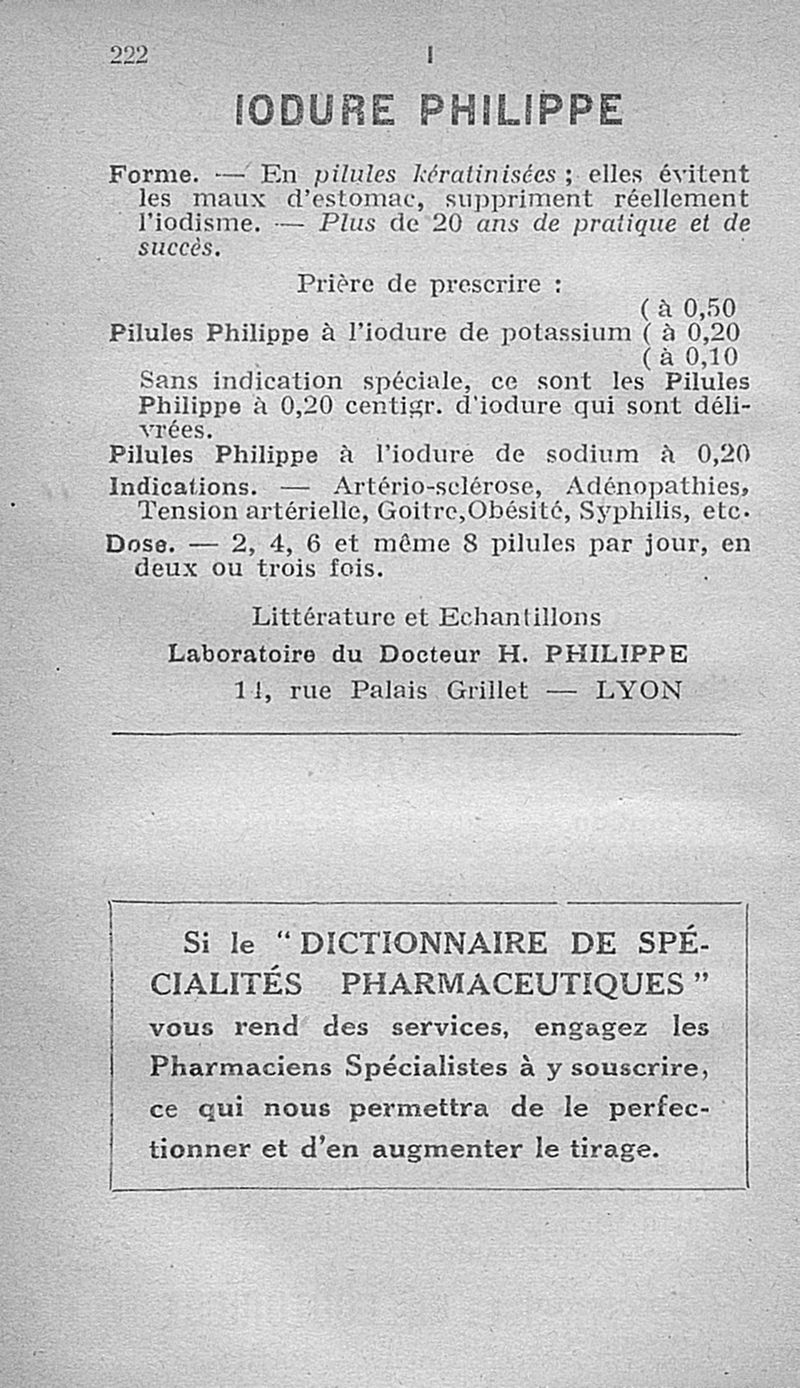 222 I
IODURE PHILIPPE
Forme. — En pilules kératinisées ; elles évitent
les maux d'estomac, suppriment réellement
l'iodisme. — Plus de 20 ans de pratique et de
succès.
Prière de prescrire :
( à 0,50
Pilules Philippe à l'iodure de potassium ( à 0,20
( à 0,10
Sans indication spéciale, ce sont les Pilules
Philippe à 0,20 centigr. d'iodure qui sont déli-
vrées.
Pilules Philippe à l'iodure de sodium à 0,20
Indications. — Artério-sclérose, Adénopathies,
Tension artérielle, Goitre, Obésité, Syphilis, etc.
Dose. — 2, 4, 6 et même 8 pilules par jour, en
deux ou trois fois.
Littérature et Echantillons
Laboratoire du Docteur H. PHILIPPE
11, rue Palais Grillet — LYON
Si le " DICTIONNAIRE DE SPÉ-
CIALITÉS PHARMACEUTIQUES "
vous rend des services, engagez les
Pharmaciens Spécialistes à y souscrire,
ce qui nous permettra de le perfec-
tionner et d'en augmenter le tirage.